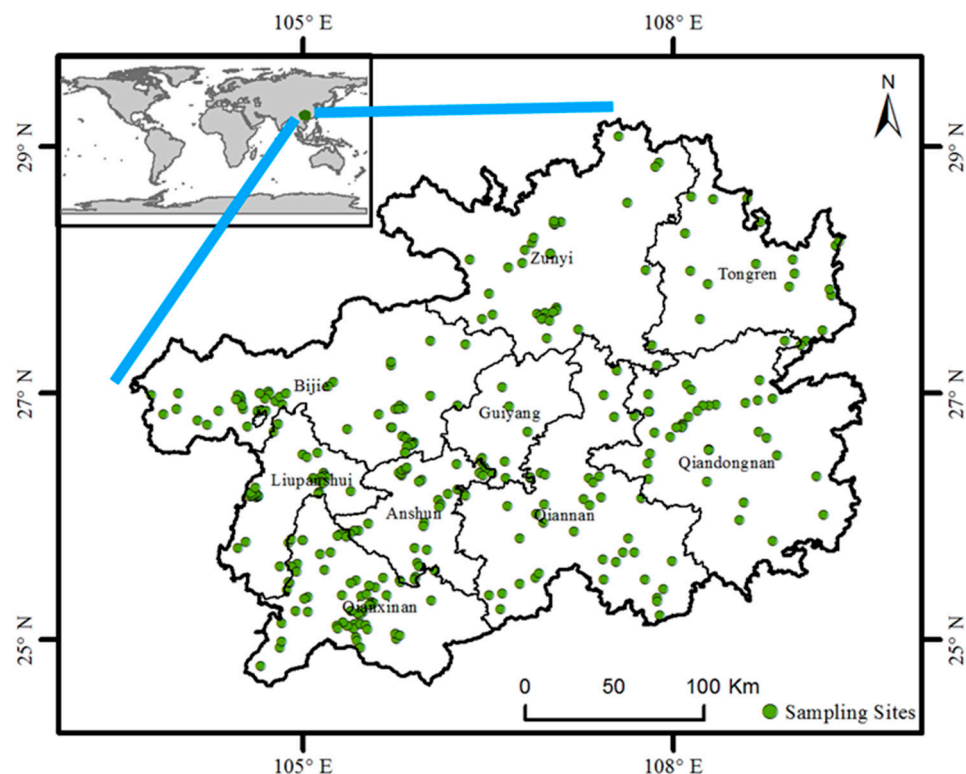 105° E 108° E
N
29° N 29° N
Zunyi
Tongren
Bijie
27° N 27° N
Guiyang
Qiandongnan
Liupanshui
Anshun
Qiannan
Qianxinan
25° N 25° N
0 50 100 Km
Sampling Sites
105° E 108° E